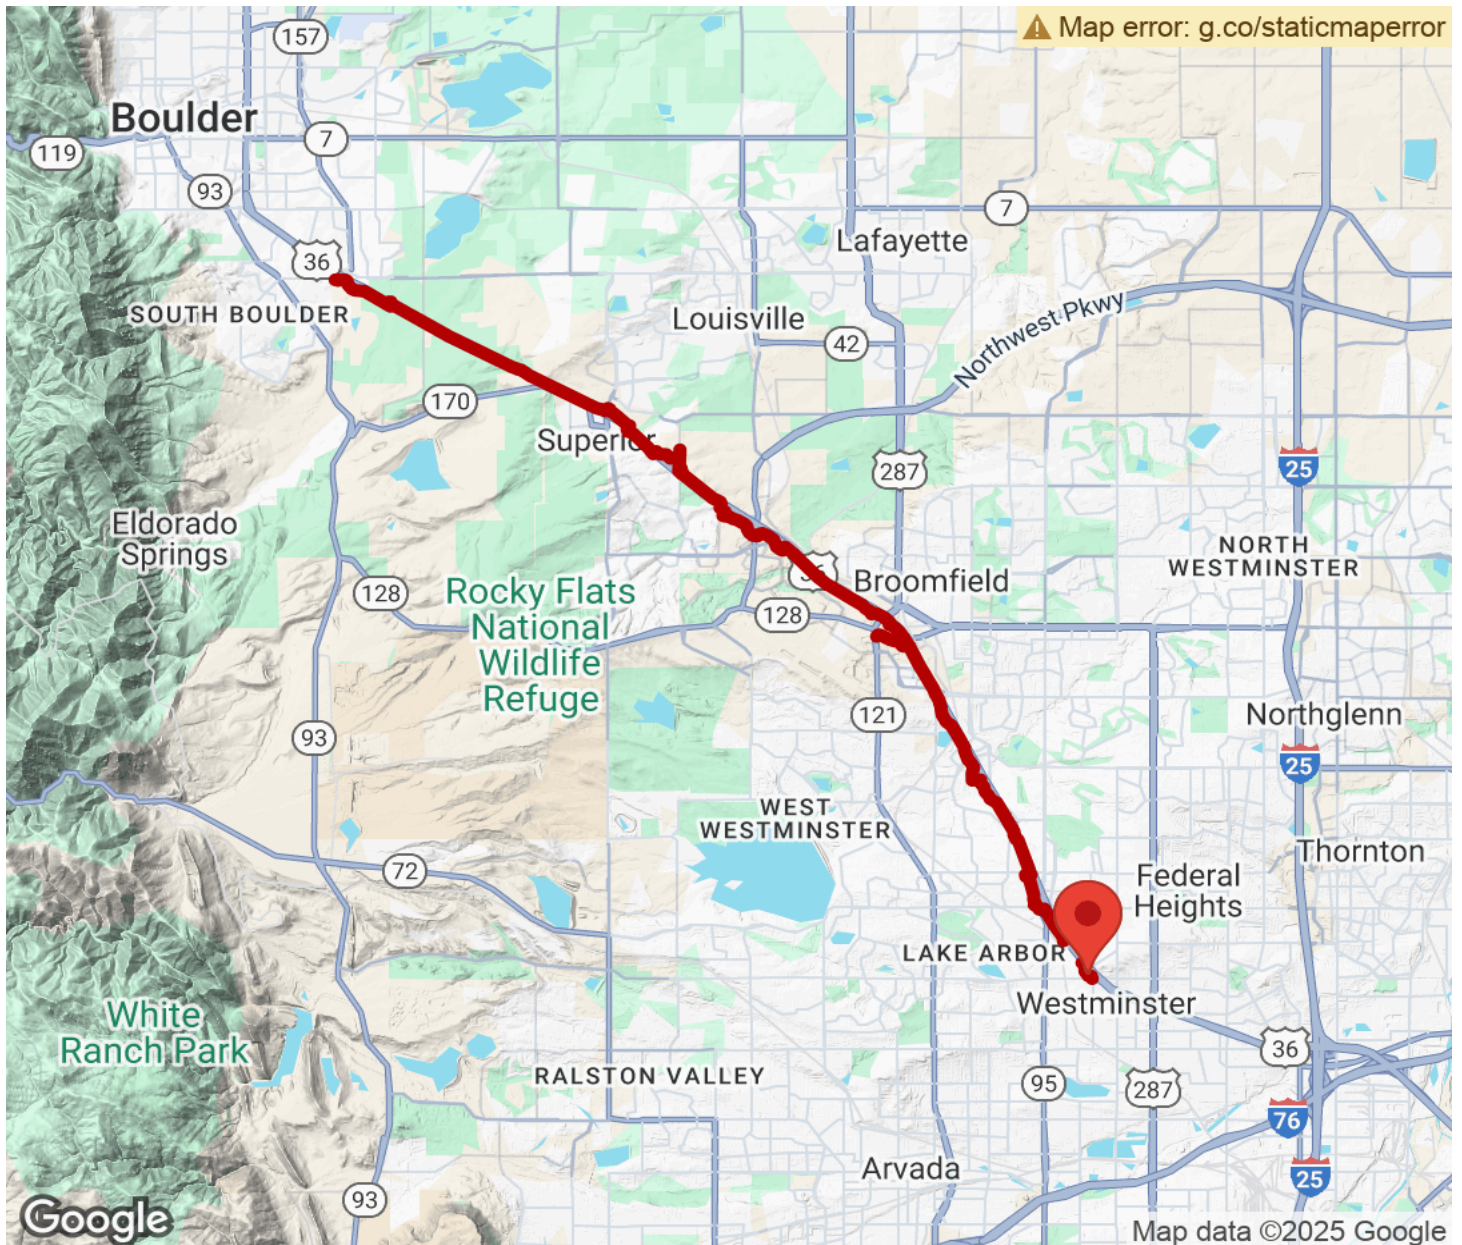 Map error: g.co/staticmaperror
157
Boulder
7
119
93
7
Lafayette
36
SOUTH BOULDER
Louisville
42
Northwest Pkwy
170
Superior
287
25
Eldorado
Springs
NORTH
WESTMINSTER
36
Broomfield
128
Rocky Flats
National
Wildlife
Refuge
128
121
Northglenn
93
25
WEST
WESTMINSTER
Thornton
72
Federal
Heights
LAKE ARBOR
Westminster
White
Ranch Park
36
RALSTON VALLEY
95
287
76
Arvada
25
93
Google
Map data ©2025 Google